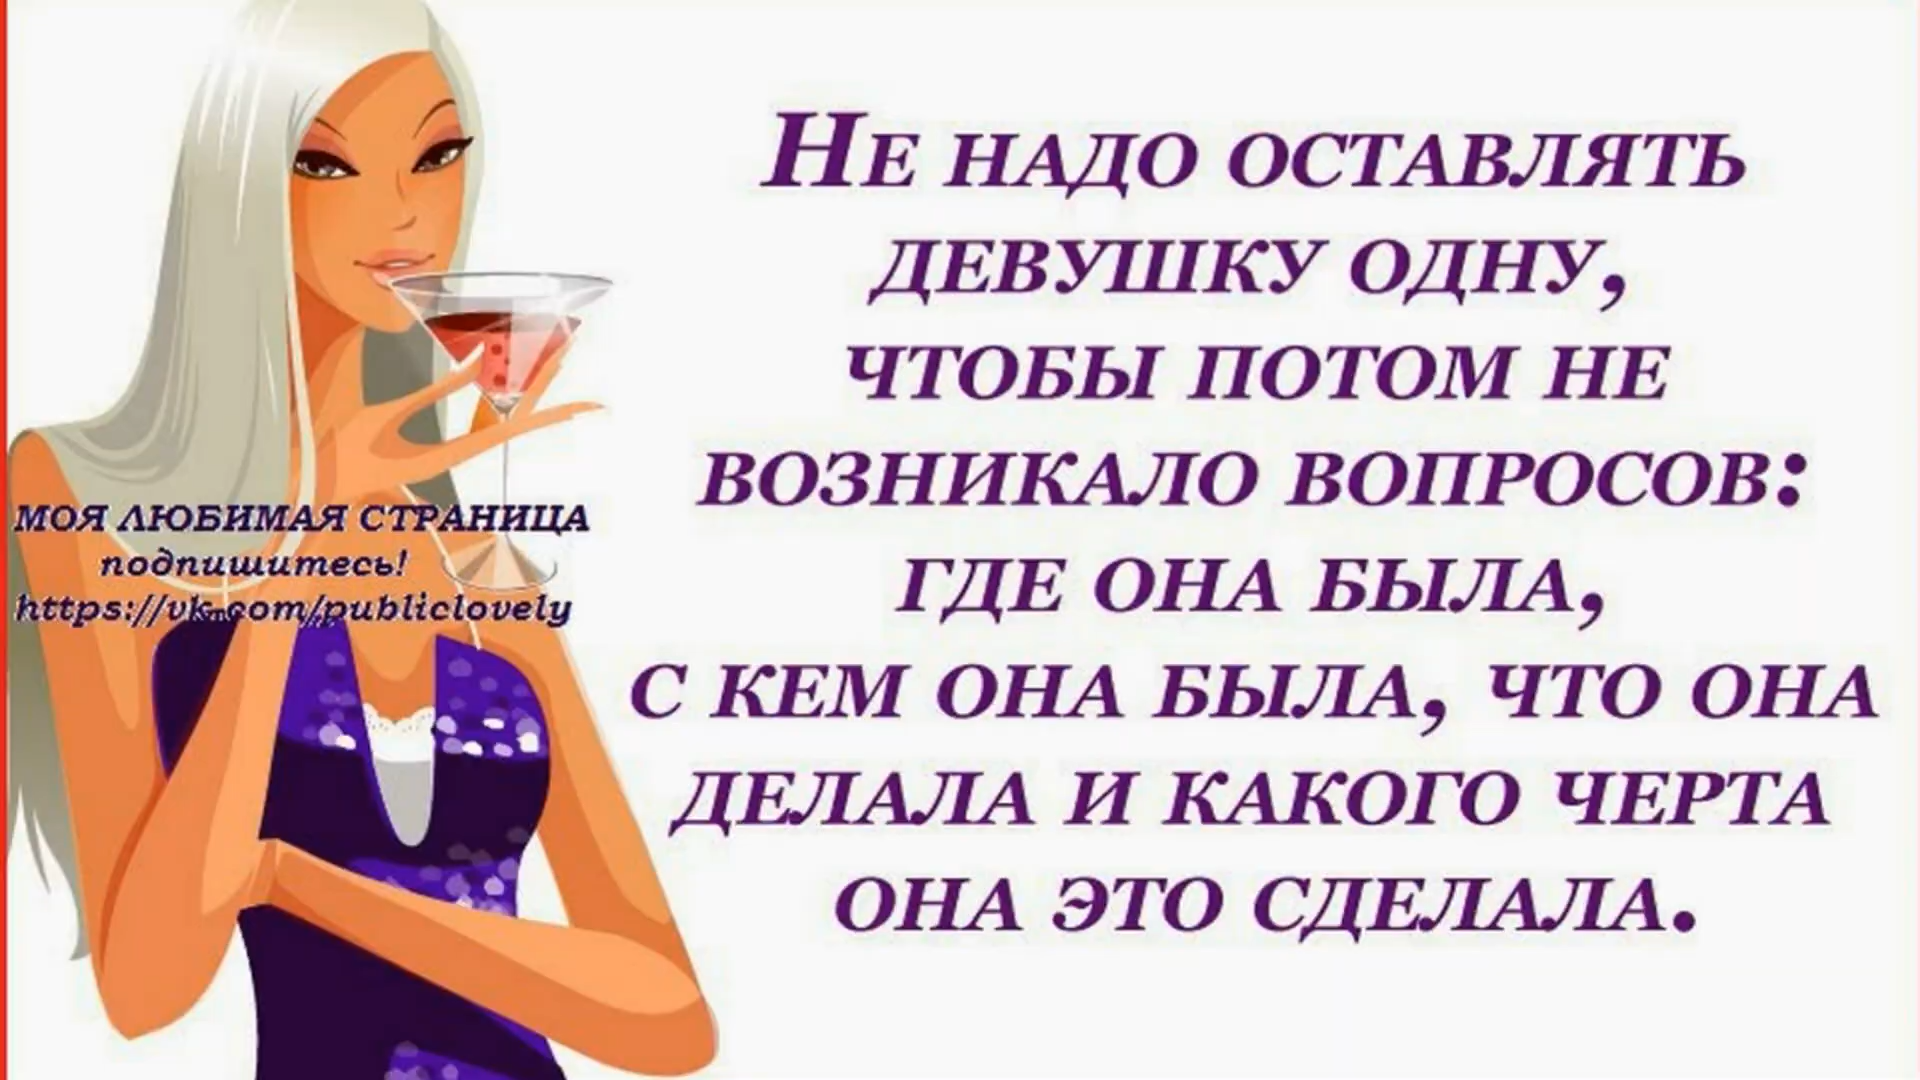 Не надо оставлять
девушку одну,
чтобы потом не
возникало вопросов:
где она была,
с кем она была, что она
делала и какого черта
она это сделала.
МОЯ ЛЮБИМАЯ СТРАНИЦА
подпишитесь!
https://vk.com/publiclovely